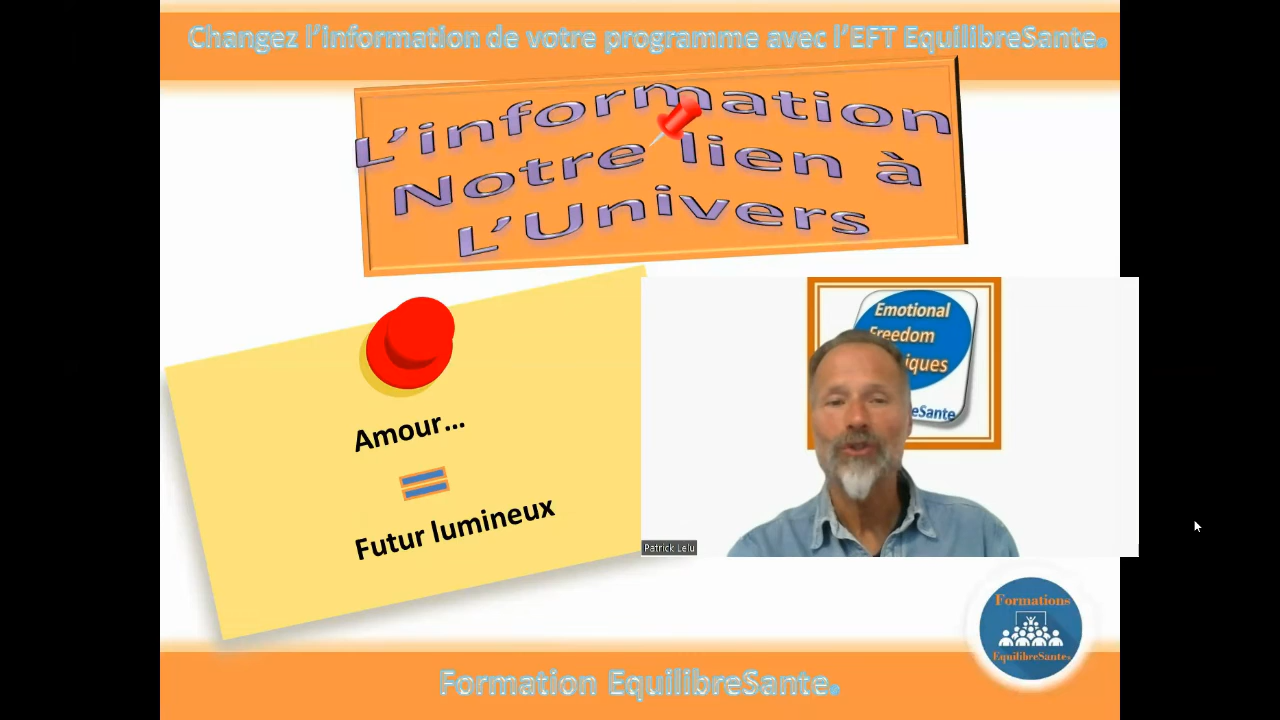 Changez l'information de votre programme avec l'EFT EquilibreSante.
L'information
Notre lien à
L'Univers
Amour...
=
Futur lumineux
Emotional
Freedom
iques
eSante
Patrick Lelu
Formations
EquilibreSante.
Formation EquilibreSante.